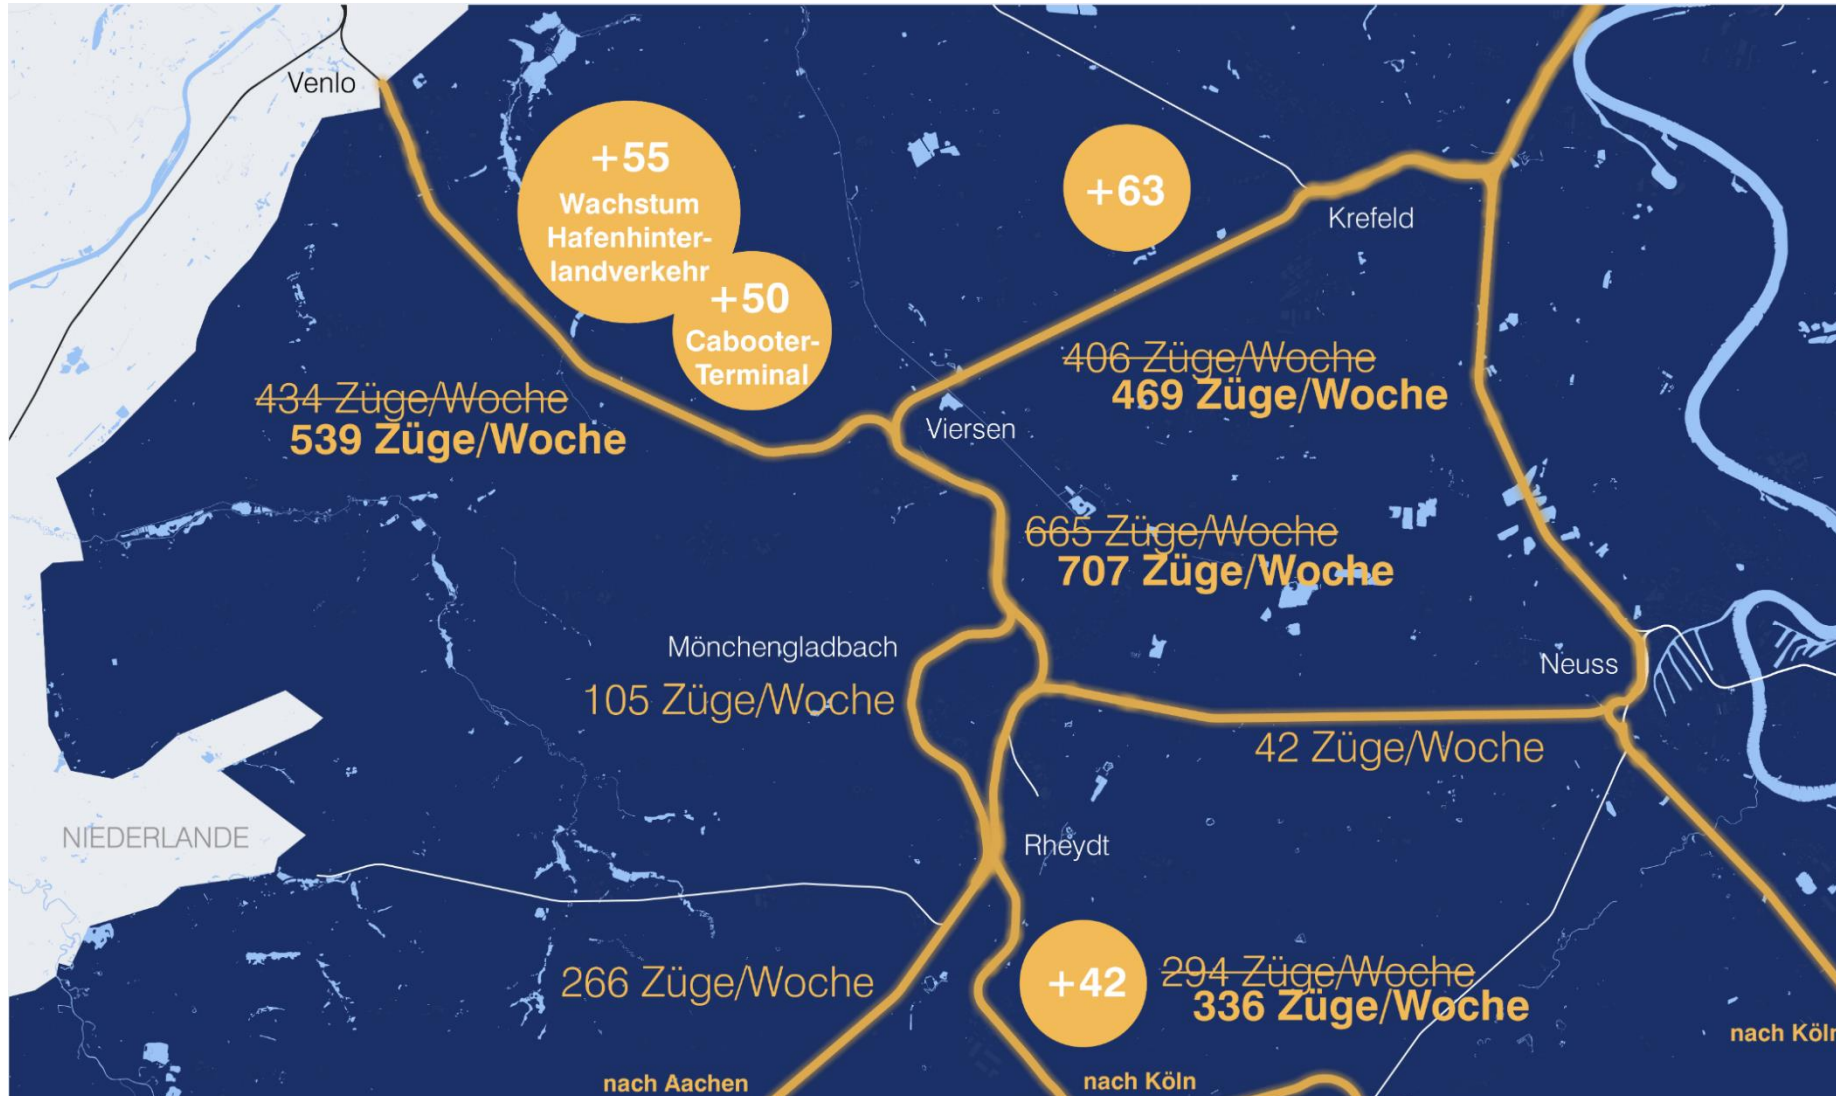 Venlo
+55
Wachstum
Hafenhinter-
landverkehr
+50
Cabooter-
Terminal
+63
Krefeld
434 Züge/Woche
539 Züge/Woche
406 Züge/Woche
469 Züge/Woche
Viersen
665 Züge/Woche
707 Züge/Woche
Mönchengladbach
105 Züge/Woche
Neuss
42 Züge/Woche
NIEDERLANDE
Rheydt
266 Züge/Woche
+42
294 Züge/Woche
336 Züge/Woche
nach Köln
nach Aachen
nach Köln